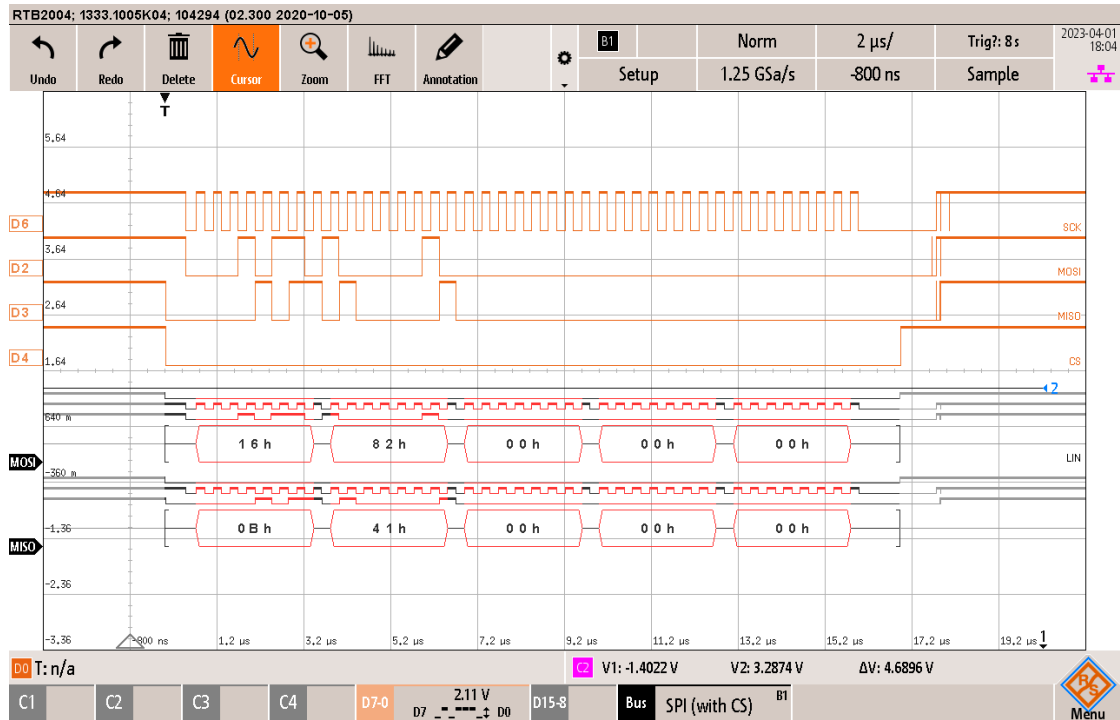 RTB2004; 1333.1005K04; 104294 (02.300 2020-10-05)
Undo Redo Delete Cursor Zoom FFT Annotation
B1 Norm 2 µs/ Trig?: 8 s
Setup 1.25 GSa/s -800 ns Sample
2023-04-01
18:04
T
5.64
4.64
D6 SCK
3.64
D2 MOSI
2.64
D3 MISO
D4 1.64 CS
2
640 m
16h 82h 00h 00h 00h
MOSI LIN
-360 m
0Bh 41h 00h 00h 00h
-1.36
MISO
-2.36
-3.36 -800 ns 1.2 µs 3.2 µs 5.2 µs 7.2 µs 9.2 µs 11.2 µs 13.2 µs 15.2 µs 17.2 µs 19.2 µs 1
D0 T: n/a C2 V1: -1.4022 V V2: 3.2874 V ΔV: 4.6896 V
C1 C2 C3 C4 D7-0 2.11 V D15-8 Bus SPI (with CS) B1
D7 D0
R&S
Menu